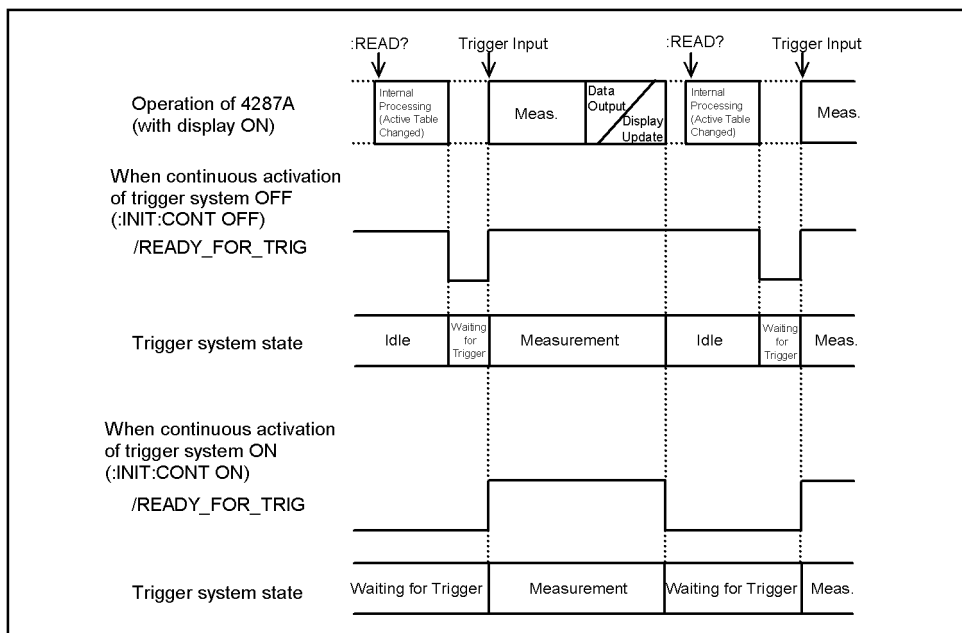 :READ?
Trigger Input
:READ?
Trigger Input
Operation of 4287A
(with display ON)
Internal
Processing
(Active Table
Changed)
Meas.
Data
Output
Display
Update
Internal
Processing
(Active Table
Changed)
Meas.
When continuous activation
of trigger system OFF
(:INIT:CONT OFF)
/READY_FOR_TRIG
Trigger system state
Idle
Waiting
for
Trigger
Measurement
Idle
Waiting
for
Trigger
Meas.
When continuous activation
of trigger system ON
(:INIT:CONT ON)
/READY_FOR_TRIG
Trigger system state
Waiting for Trigger
Measurement
Waiting for Trigger
Meas.